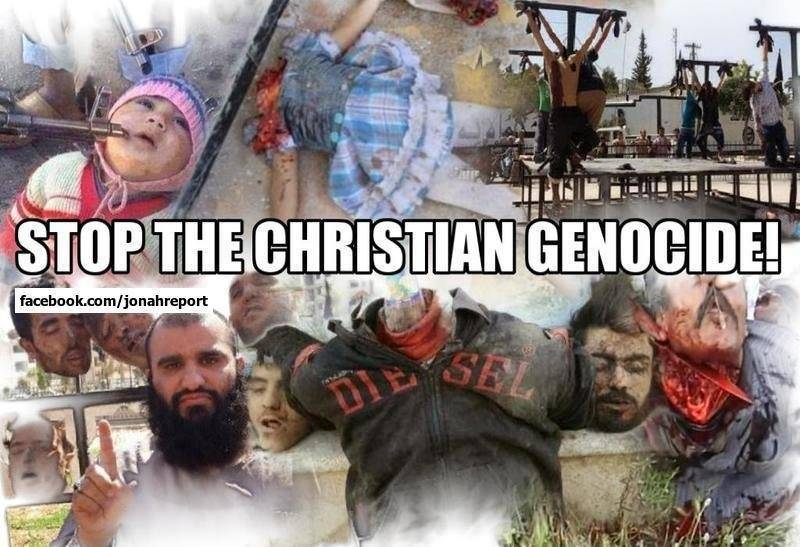 STOP THE CHRISTIAN GENOCIDE!
facebook.com/jonahreport
DIESEL